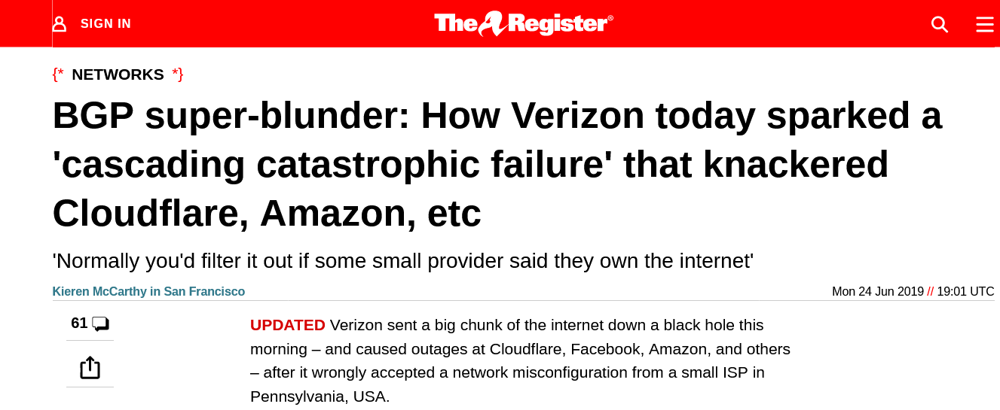 SIGN IN
The Register®
{* NETWORKS *}
BGP super-blunder: How Verizon today sparked a
'cascading catastrophic failure' that knackered
Cloudflare, Amazon, etc
'Normally you'd filter it out if some small provider said they own the internet'
Kieren McCarthy in San Francisco
Mon 24 Jun 2019 // 19:01 UTC
61
UPDATED Verizon sent a big chunk of the internet down a black hole this
morning – and caused outages at Cloudflare, Facebook, Amazon, and others
– after it wrongly accepted a network misconfiguration from a small ISP in
Pennsylvania, USA.